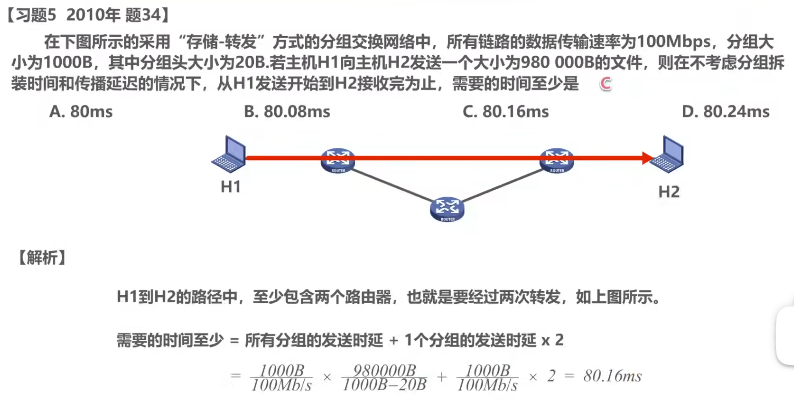 【习题5 2010年 题34】
在下图所示的采用“存储-转发”方式的分组交换网络中，所有链路的数据传输速率为100Mbps，分组大
小为1000B，其中分组头大小为20B.若主机H1向主机H2发送一个大小为980 000B的文件，则在不考虑分组拆
装时间和传播延迟的情况下，从H1发送开始到H2接收完为止，需要的时间至少是 C
A. 80ms B. 80.08ms C. 80.16ms D. 80.24ms
ROUTER ROUTER
H1 H2
ROUTER
【解析】
H1到H2的路径中，至少包含两个路由器，也就是要经过两次转发，如上图所示。
需要的时间至少 = 所有分组的发送时延 + 1个分组的发送时延 x 2
= 1000B/100Mb/s × 980000B/1000B−20B + 1000B/100Mb/s × 2 = 80.16ms